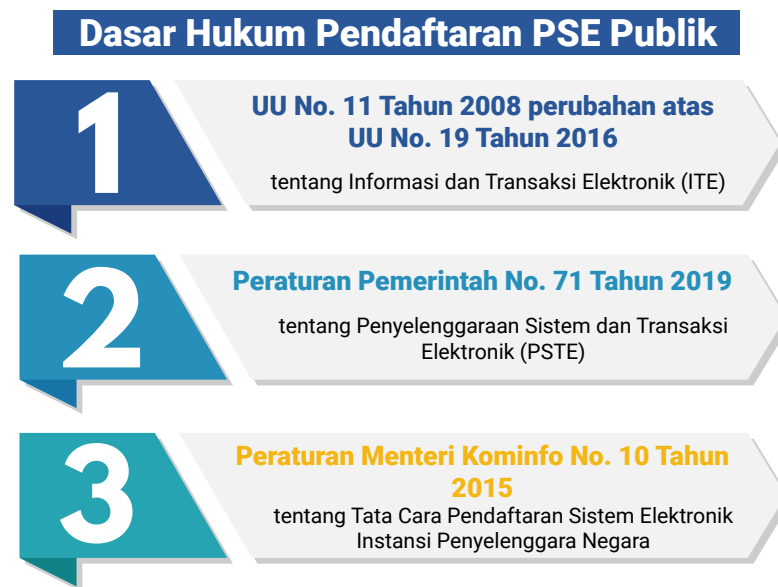 Dasar Hukum Pendaftaran PSE Publik
1
UU No. 11 Tahun 2008 perubahan atas
UU No. 19 Tahun 2016
tentang Informasi dan Transaksi Elektronik (ITE)
2
Peraturan Pemerintah No. 71 Tahun 2019
tentang Penyelenggaraan Sistem dan Transaksi
Elektronik (PSTE)
3
Peraturan Menteri Kominfo No. 10 Tahun
2015
tentang Tata Cara Pendaftaran Sistem Elektronik
Instansi Penyelenggara Negara